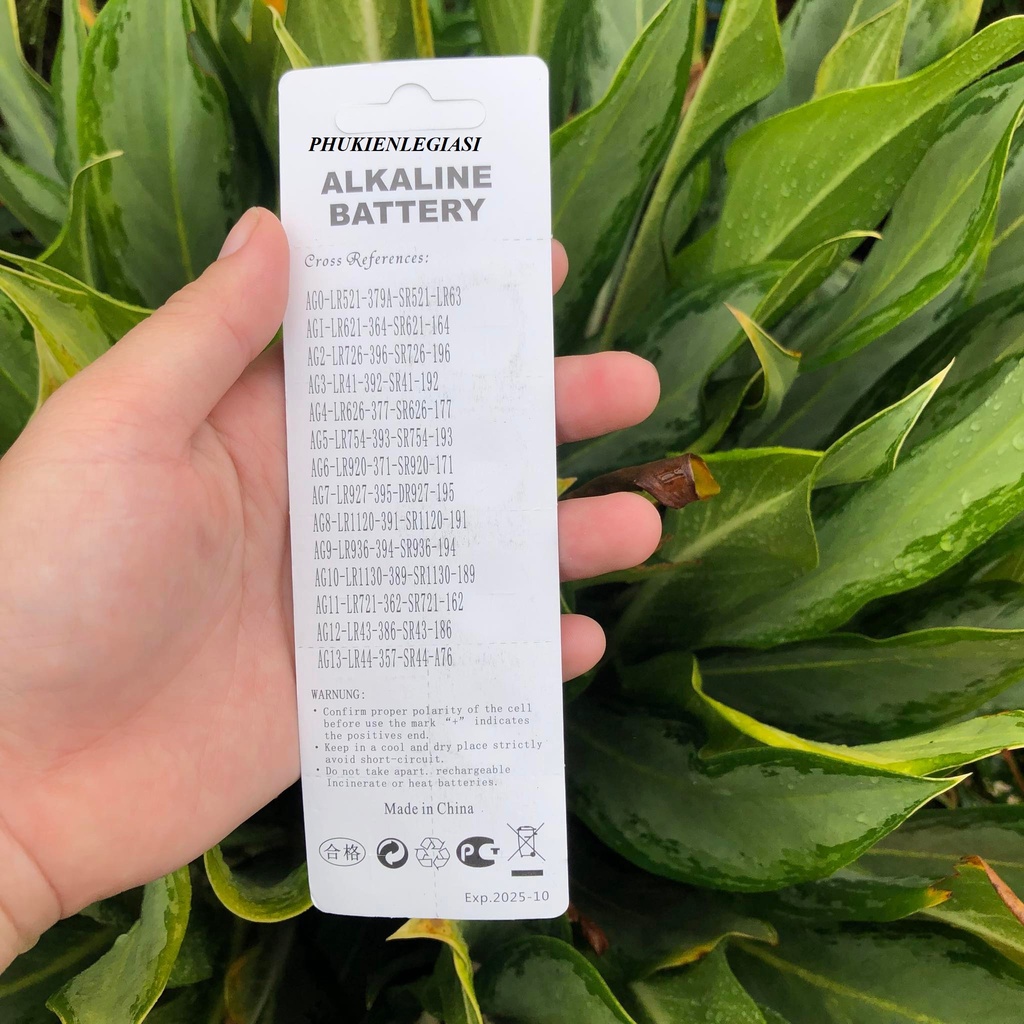 PHUKIENLEGIASI
ALKALINE
BATTERY
Cross References:
AG0-LR521-379A-SR521-LR63
AG1-LR621-364-SR621-164
AG2-LR726-396-SR726-196
AG3-LR41-392-SR41-192
AG4-LR626-377-SR626-177
AG5-LR754-393-SR754-193
AG6-LR920-371-SR920-171
AG7-LR927-395-DR927-195
AG8-LR1120-391-SR1120-191
AG9-LR936-394-SR936-194
AG10-LR1130-389-SR1130-189
AG11-LR721-362-SR721-162
AG12-LR43-386-SR43-186
AG13-LR44-357-SR44-A76
WARNUNG:
• Confirm proper polarity of the cell
before use the mark “+” indicates
the positives end.
• Keep in a cool and dry place strictly
avoid short-circuit.
• Do not take apart. rechargeable
Incinerate or heat batteries.
Made in China
合格
PCT
Exp.2025-10